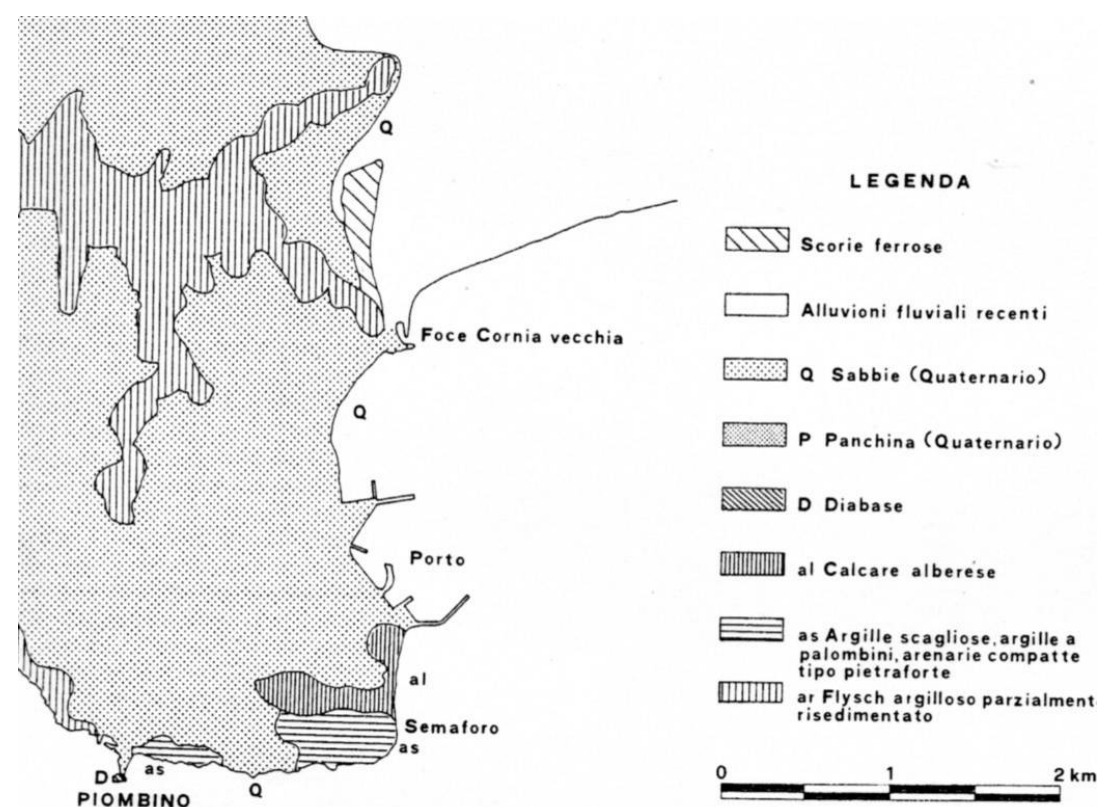 Q
LEGENDA
Scorie ferrose
Alluvioni fluviali recenti
Foce Cornia vecchia
Q Sabbie (Quaternario)
Q
P Panchina (Quaternario)
D Diabase
Porto
al Calcare alberese
as Argille scagliose, argille a
palombini, arenarie compatte
tipo pietraforte
ar Flysch argilloso parzialment
risedimentato
al
Semaforo
as
D
as
Q
PIOMBINO
0 1 2 km